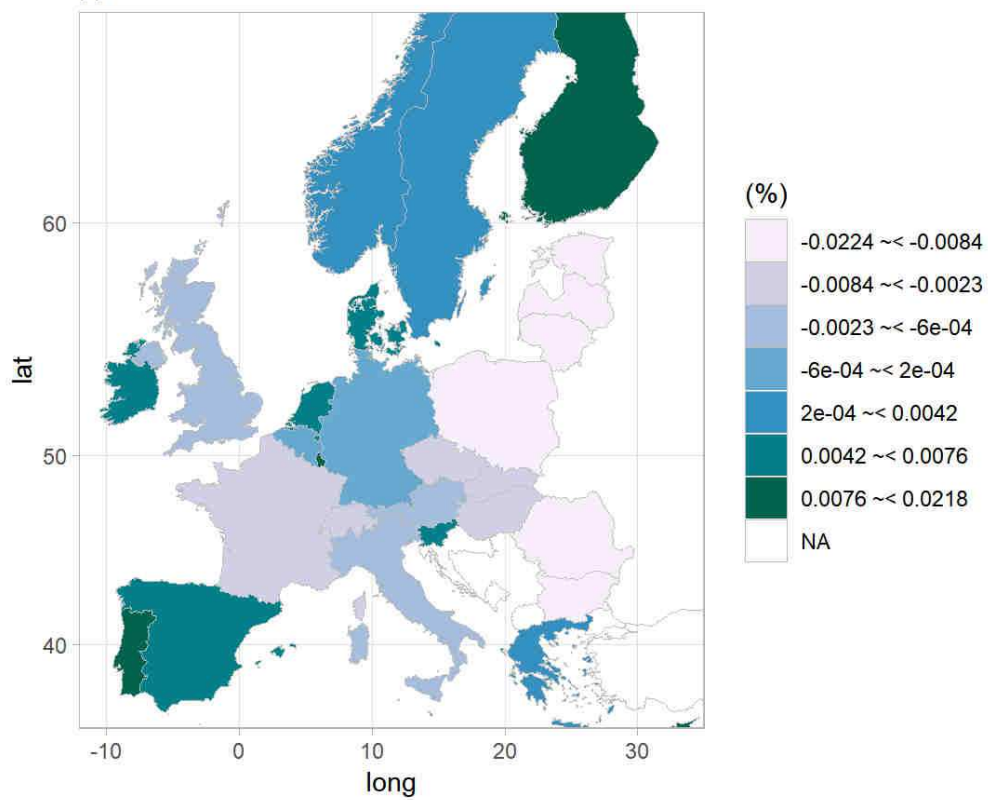 (%)
-0.0224 ~< -0.0084
-0.0084 ~< -0.0023
-0.0023 ~< -6e-04
-6e-04 ~< 2e-04
2e-04 ~< 0.0042
0.0042 ~< 0.0076
0.0076 ~< 0.0218
NA
60
50
40
lat
-10 0 10 20 30
long